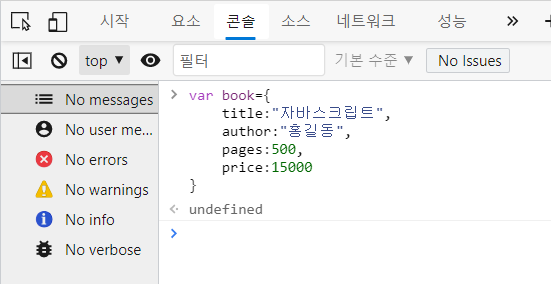 시작 요소 콘솔 소스 네트워크 성능 »
top ▼ 필터 기본 수준 ▼ No Issues
No messages
No user me...
No errors
No warnings
No info
No verbose
> var book={
title:"자바스크립트",
author:"홍길동",
pages:500,
price:15000
}
undefined
>